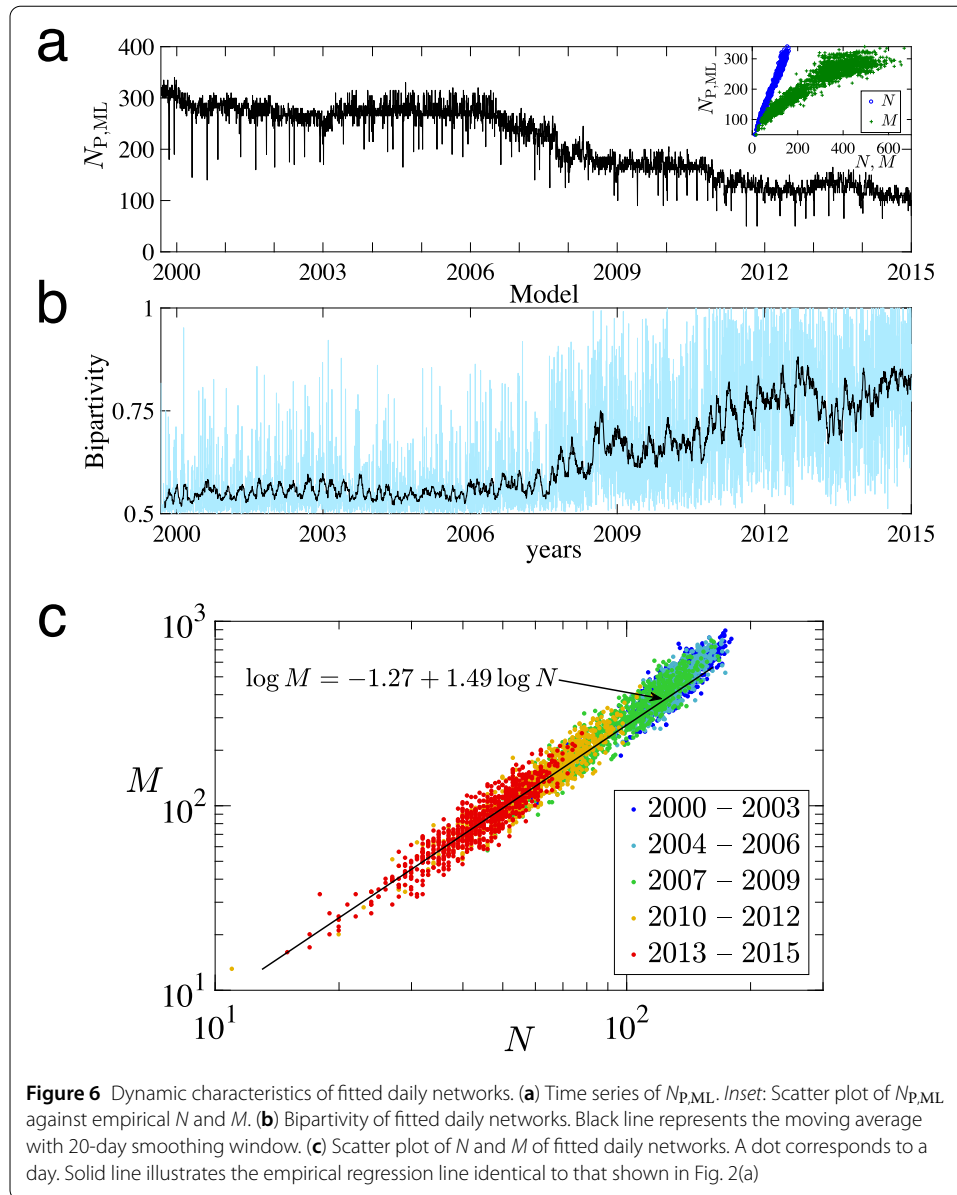 a
400
300
200
100
0
N_P,ML
2000 2003 2006 2009 2012 2015
N_P,ML
300
200
100
0 200 400 600
N, M
N
M
Model
b
1
0.75
0.5
Bipartivity
2000 2003 2006 2009 2012 2015
years
c
10^3
10^2
10^1
M
log M = −1.27 + 1.49 log N
2000 − 2003
2004 − 2006
2007 − 2009
2010 − 2012
2013 − 2015
10^1 10^2
N
Figure 6 Dynamic characteristics of fitted daily networks. (a) Time series of N_P,ML. Inset: Scatter plot of N_P,ML
against empirical N and M. (b) Bipartivity of fitted daily networks. Black line represents the moving average
with 20-day smoothing window. (c) Scatter plot of N and M of fitted daily networks. A dot corresponds to a
day. Solid line illustrates the empirical regression line identical to that shown in Fig. 2(a)